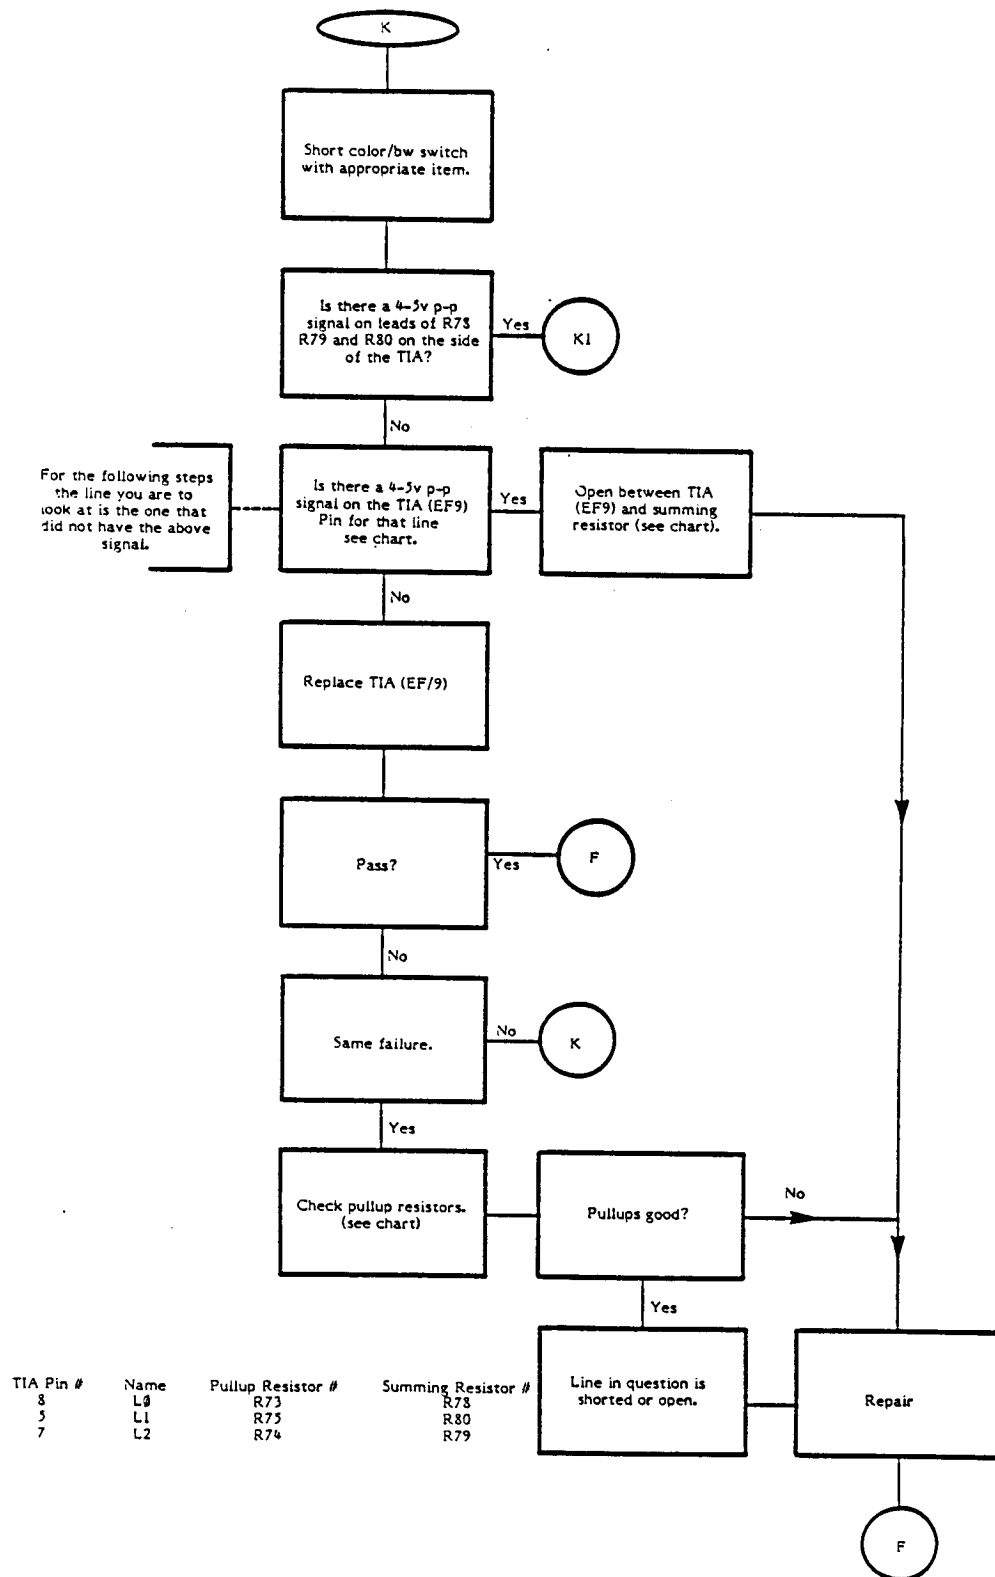 K
Short color/bw switch
with appropriate item.
Is there a 4-5v p-p
signal on leads of R78
R79 and R80 on the side
of the TIA?
Yes
K1
No
For the following steps
the line you are to
look at is the one that
did not have the above
signal.
Is there a 4-5v p-p
signal on the TIA (EF9)
Pin for that line
see chart.
Yes
Open between TIA
(EF9) and summing
resistor (see chart).
No
Replace TIA (EF/9)
Pass?
Yes
F
No
Same failure.
No
K
Yes
Check pullup resistors.
(see chart)
Pullups good?
No
Yes
Line in question is
shorted or open.
Repair
TIA Pin # Name Pullup Resistor # Summing Resistor #
8 L0 R73 R78
5 L1 R75 R80
7 L2 R74 R79
F